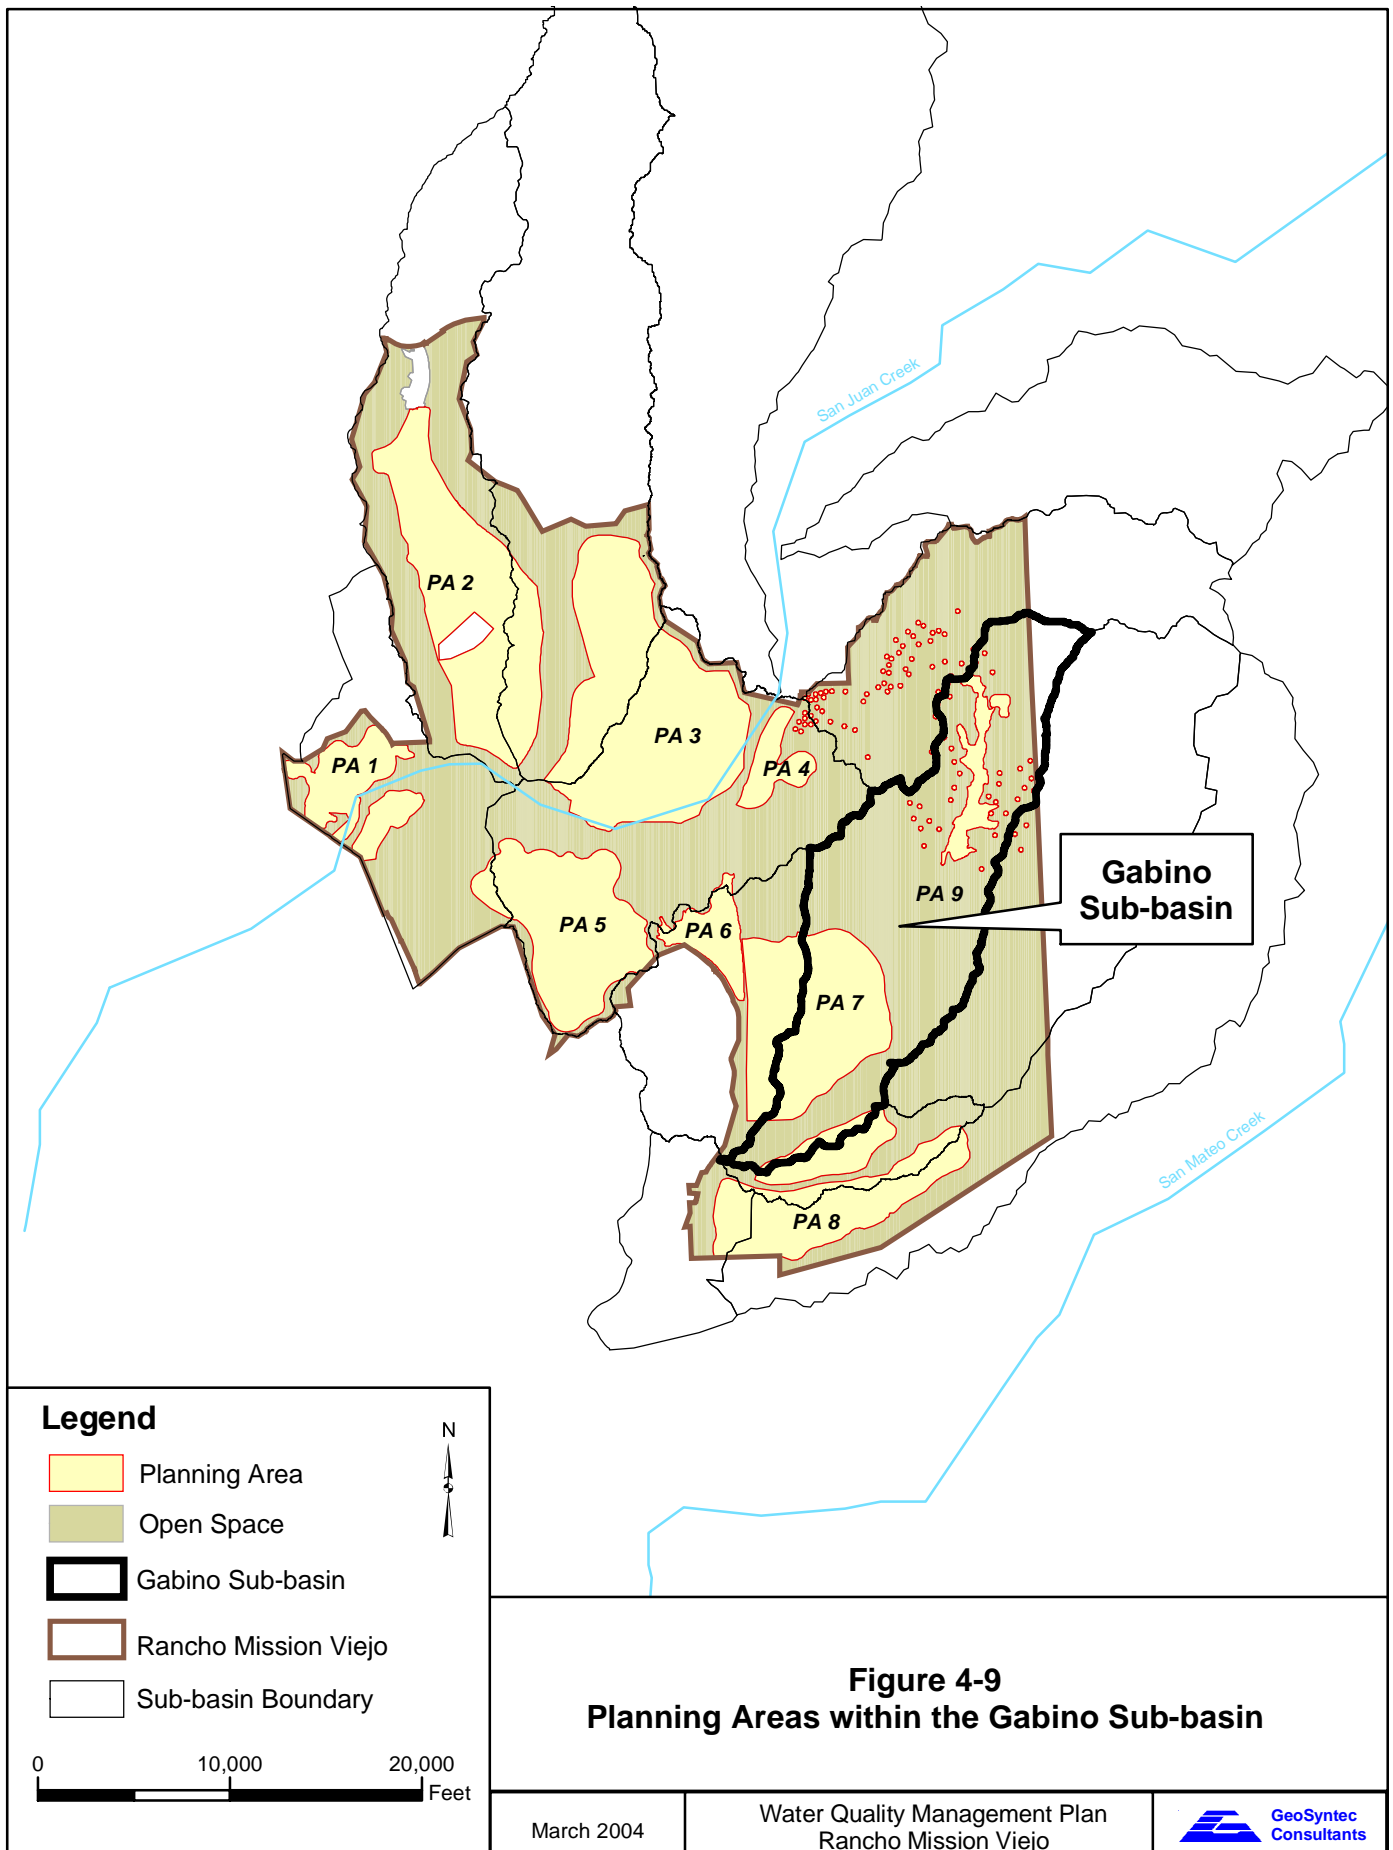 San Juan Creek
PA 2
PA 3
PA 1
PA 4
Gabino
Sub-basin
PA 9
PA 5
PA 6
PA 7
San Mateo Creek
PA 8
Legend
N
Planning Area
Open Space
Gabino Sub-basin
Rancho Mission Viejo
Sub-basin Boundary
0 10,000 20,000
Feet
Figure 4-9
Planning Areas within the Gabino Sub-basin
March 2004
Water Quality Management Plan
Rancho Mission Viejo
GeoSyntec
Consultants